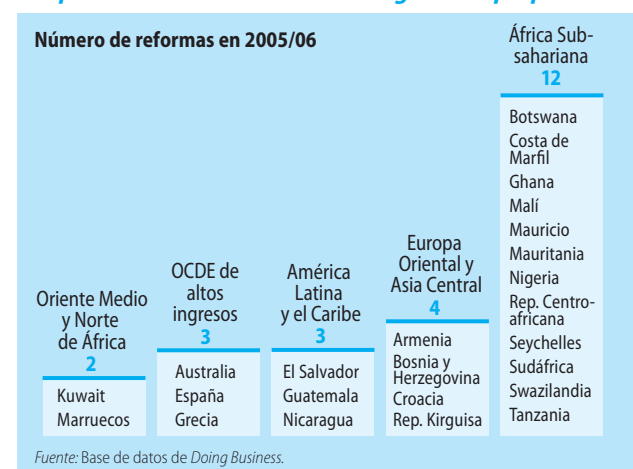 Número de reformas en 2005/06
Oriente Medio
y Norte
de África
2
Kuwait
Marruecos
OCDE de
altos
ingresos
3
Australia
España
Grecia
América
Latina
y el Caribe
3
El Salvador
Guatemala
Nicaragua
Europa
Oriental y
Asia Central
4
Armenia
Bosnia y
Herzegovina
Croacia
Rep. Kirguisa
África Sub-
sahariana
12
Botswana
Costa de
Marfil
Ghana
Malí
Mauricio
Mauritania
Nigeria
Rep. Centro-
africana
Seychelles
Sudáfrica
Swazilandia
Tanzania
Fuente: Base de datos de Doing Business.